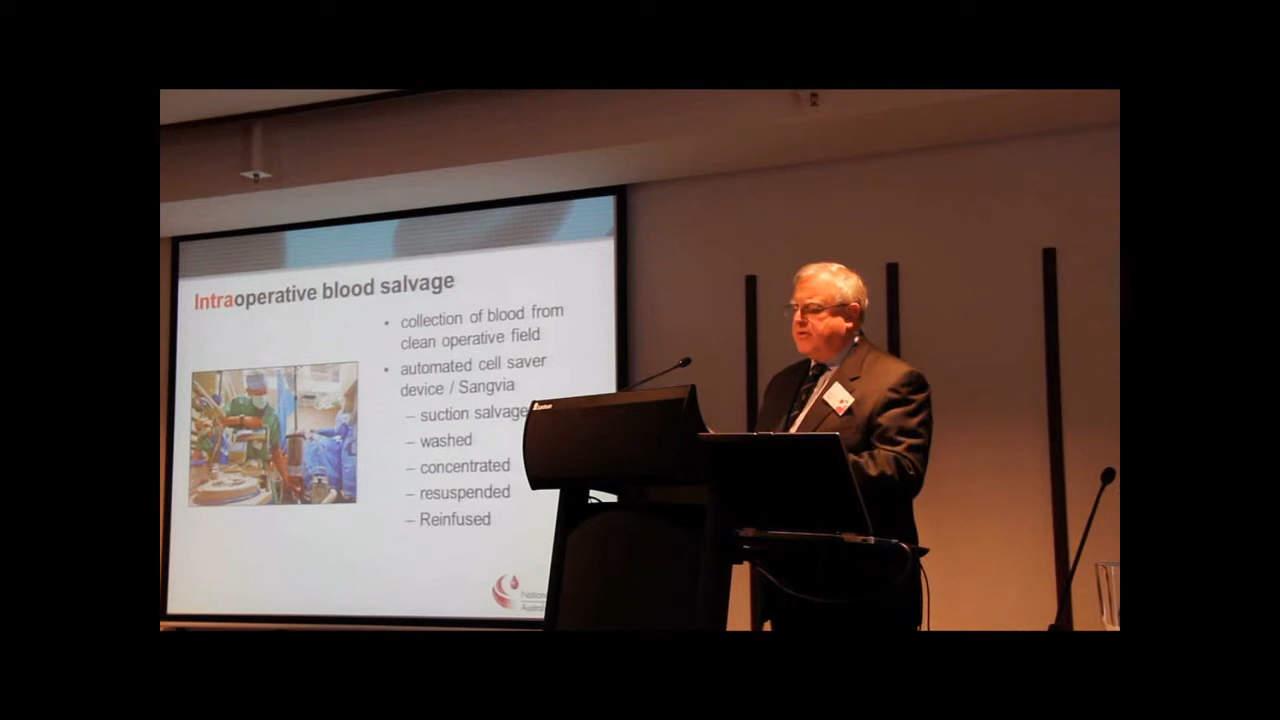 Intraoperative blood salvage
• collection of blood from
clean operative field
• automated cell saver
device / Sangvia
– suction salvage
– washed
– concentrated
– resuspended
– Reinfused